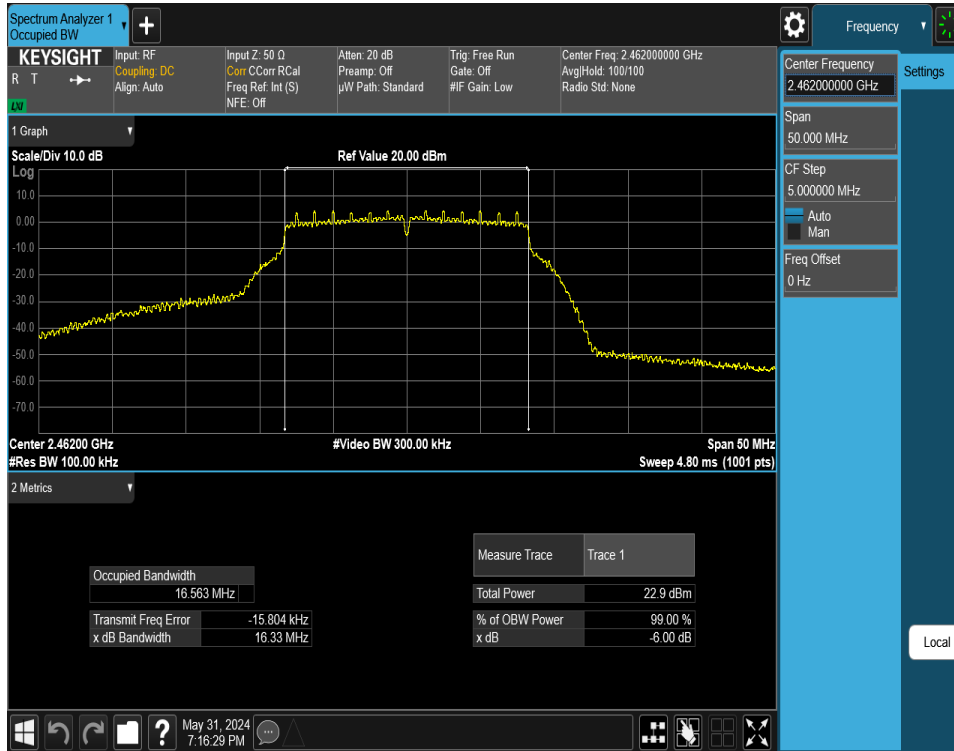 Spectrum Analyzer 1
Occupied BW
+
Frequency
KEYSIGHT
R T
LXI
Input: RF
Coupling: DC
Align: Auto
Input Z: 50 Ω
Corr CCorr RCal
Freq Ref: Int (S)
NFE: Off
Atten: 20 dB
Preamp: Off
µW Path: Standard
Trig: Free Run
Gate: Off
#IF Gain: Low
Center Freq: 2.462000000 GHz
Avg|Hold: 100/100
Radio Std: None
Center Frequency
2.462000000 GHz
Settings
Span
50.000 MHz
CF Step
5.000000 MHz
Auto
Man
Freq Offset
0 Hz
Local
1 Graph
Scale/Div 10.0 dB
Ref Value 20.00 dBm
Log
10.0
0.00
-10.0
-20.0
-30.0
-40.0
-50.0
-60.0
-70.0
Center 2.46200 GHz
#Video BW 300.00 kHz
Span 50 MHz
#Res BW 100.00 kHz
Sweep 4.80 ms (1001 pts)
2 Metrics
Occupied Bandwidth
16.563 MHz
Transmit Freq Error -15.804 kHz
x dB Bandwidth 16.33 MHz
Measure Trace Trace 1
Total Power 22.9 dBm
% of OBW Power 99.00 %
x dB -6.00 dB
?
May 31, 2024
7:16:29 PM